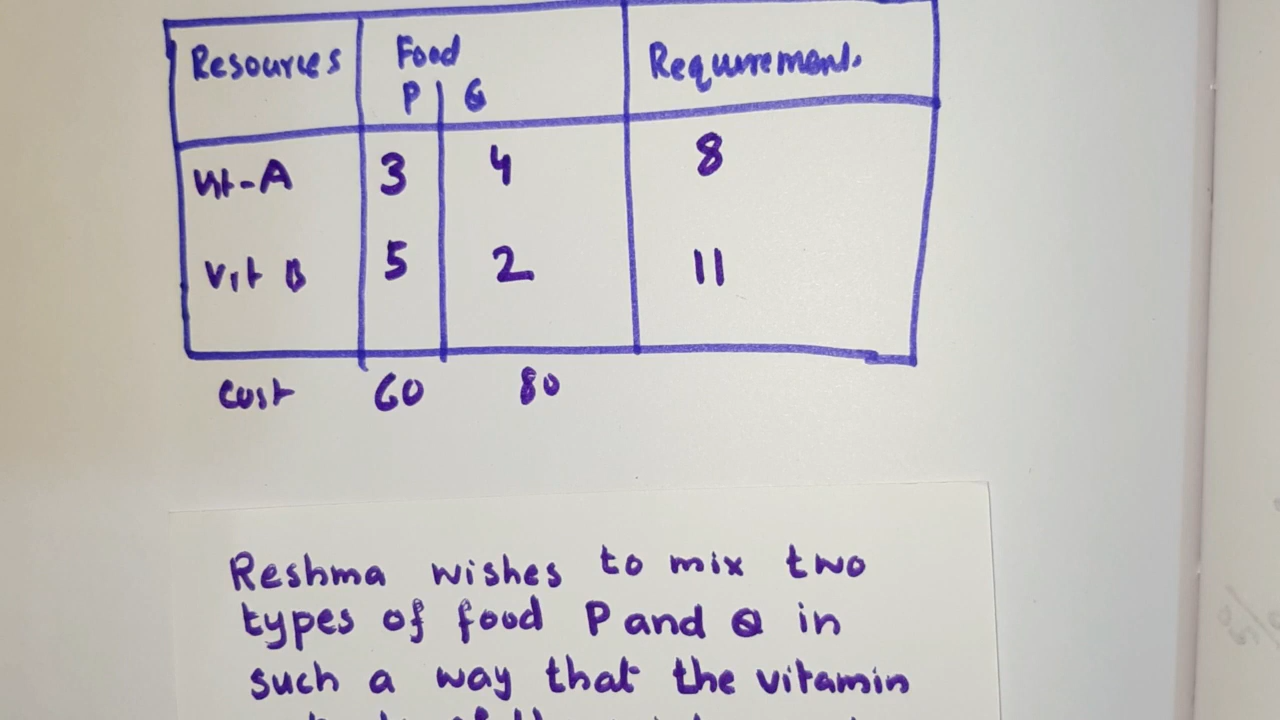 Resources Food Requirement.
P Q
Vit-A 3 4 8
Vit B 5 2 11
Cost 60 80
Reshma wishes to mix two
types of food P and Q in
such a way that the vitamin